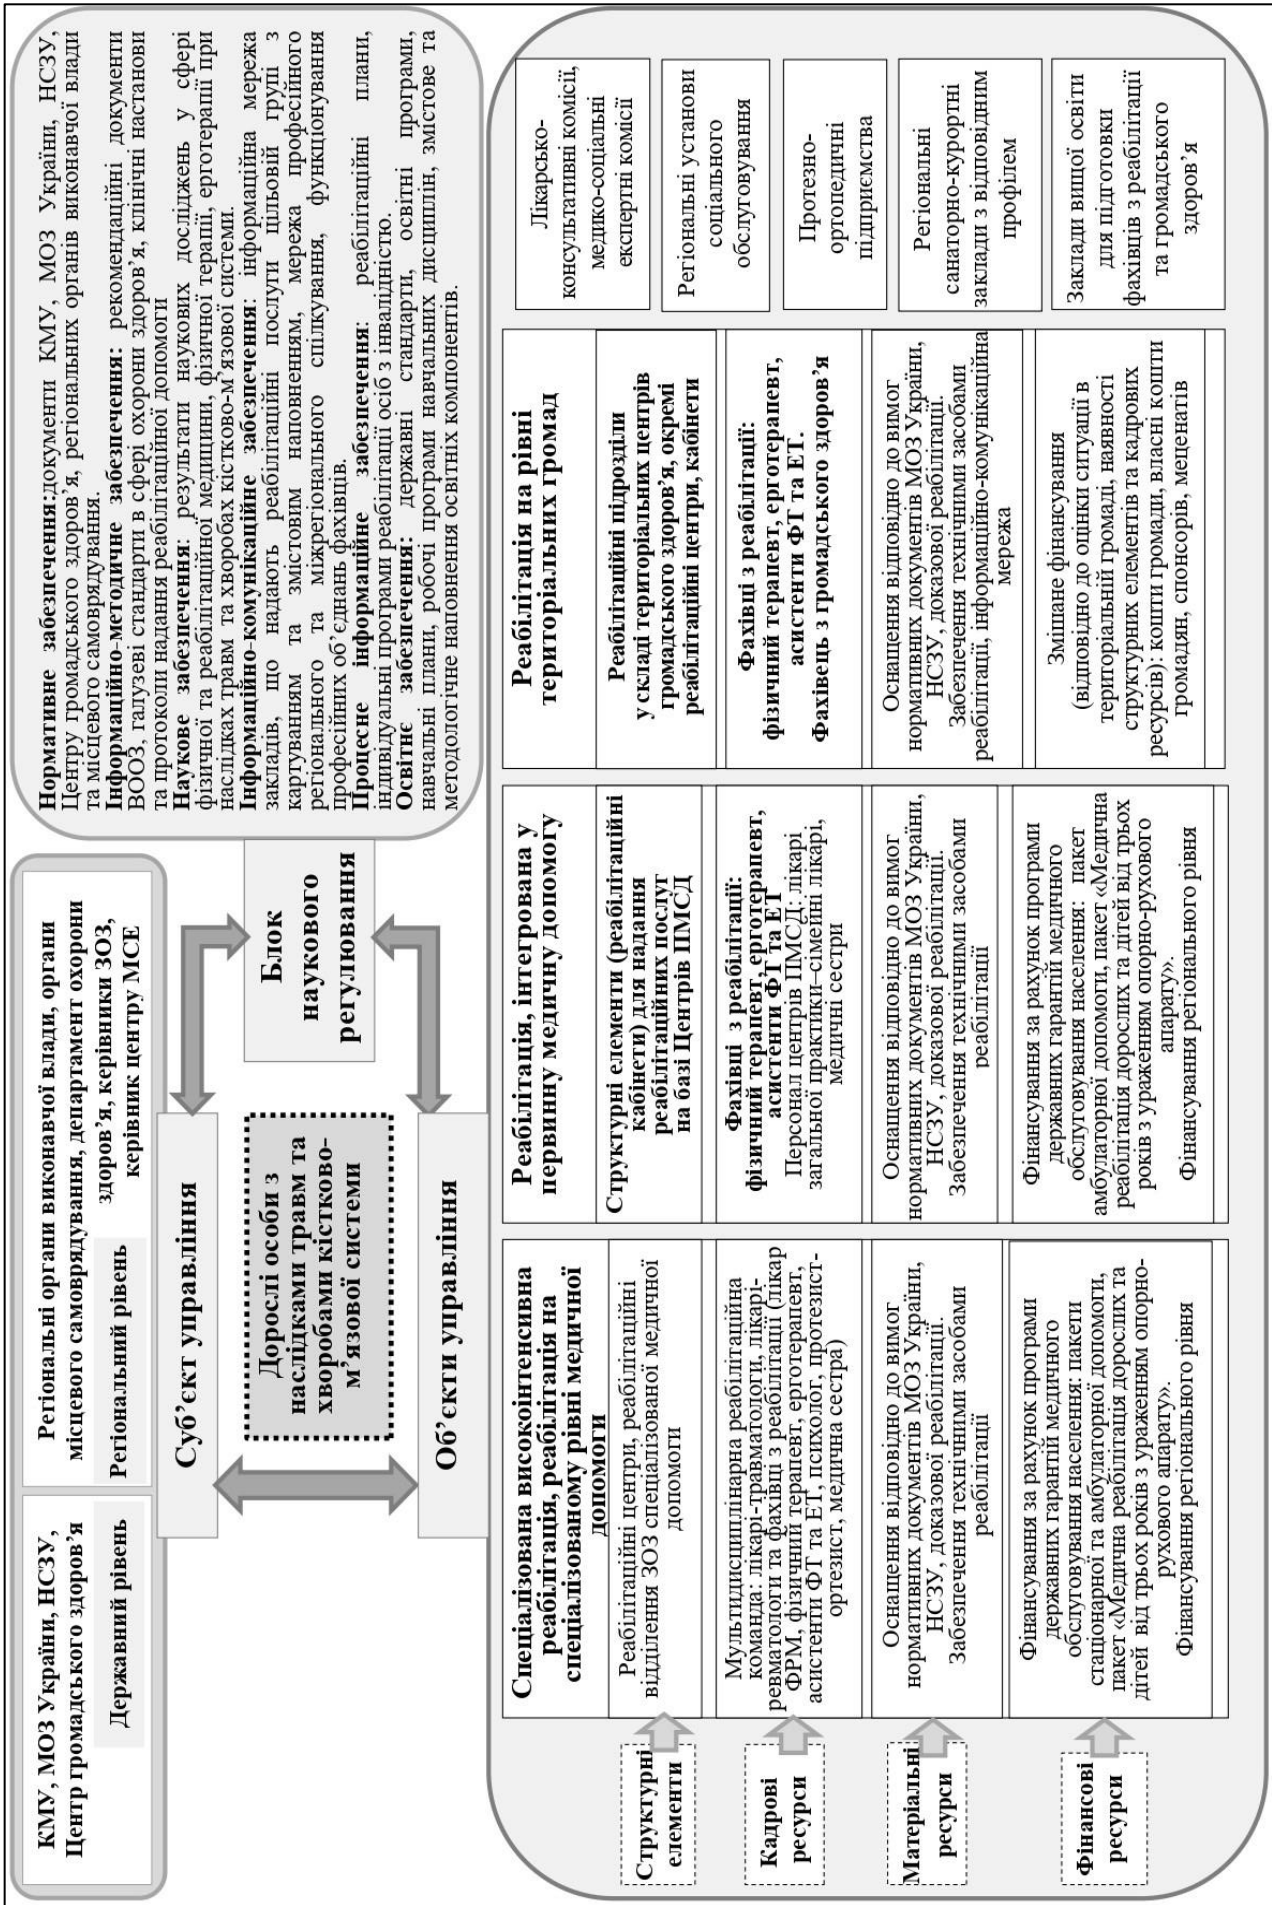 КМУ, МОЗ України, НСЗУ,
Центр громадського здоров’я
Державний рівень
Регіональні органи виконавчої влади, органи
місцевого самоврядування, департамент охорони
здоров’я, керівники ЗОЗ,
керівник центру МСЕ
Регіональний рівень
Суб’єкт управління
Дорослі особи з
наслідками травм та
хворобами кістково-
м’язової системи
Об’єкти управління
Блок
наукового
регулювання
Нормативне забезпечення:документи КМУ, МОЗ України, НСЗУ,
Центру громадського здоров’я, регіональних органів виконавчої влади
та місцевого самоврядування.
Інформаційно-методичне забезпечення: рекомендаційні документи
ВООЗ, галузеві стандарти в сфері охорони здоров’я, клінічні настанови
та протоколи надання реабілітаційної допомоги
Наукове забезпечення: результати наукових досліджень у сфері
фізичної та реабілітаційної медицини, фізичної терапії, ерготерапії при
наслідках травм та хворобах кістково-м’язової системи.
Інформаційно-комунікаційне забезпечення: інформаційна мережа
закладів, що надають реабілітаційні послуги цільовій групі з
картуванням та змістовим наповненням, мережа професійного
регіонального та міжрегіонального спілкування, функціонування
професійних об’єднань фахівців.
Процесне інформаційне забезпечення: реабілітаційні плани,
індивідуальні програми реабілітації осіб з інвалідністю.
Освітнє забезпечення: державні стандарти, освітні програми,
навчальні плани, робочі програми навчальних дисциплін, змістове та
методологічне наповнення освітніх компонентів.
Спеціалізована високоінтенсивна
реабілітація, реабілітація на
спеціалізованому рівні медичної
допомоги
Реабілітація, інтегрована у
первинну медичну допомогу
Реабілітація на рівні
територіальних громад
Структурні
елементи
Реабілітаційні центри, реабілітаційні
відділення ЗОЗ спеціалізованої медичної
допомоги
Структурні елементи (реабілітаційні
кабінети) для надання
реабілітаційних послуг
на базі Центрів ПМСД
Реабілітаційні підрозділи
у складі територіальних центрів
громадського здоров’я, окремі
реабілітаційні центри, кабінети
Кадрові
ресурси
Мультидисциплінарна реабілітаційна
команда: лікарі-травматологи, лікарі-
ревматологи та фахівці з реабілітації (лікар
ФРМ, фізичний терапевт, ерготерапевт,
асистенти ФТ та ЕТ, психолог, протезист-
ортезист, медична сестра)
Фахівці з реабілітації:
фізичний терапевт, ерготерапевт,
асистенти ФТ та ЕТ
Персонал центрів ПМСД: лікарі
загальної практики–сімейні лікарі,
медичні сестри
Фахівці з реабілітації:
фізичний терапевт, ерготерапевт,
асистенти ФТ та ЕТ.
Фахівець з громадського здоров’я
Матеріальні
ресурси
Оснащення відповідно до вимог
нормативних документів МОЗ України,
НСЗУ, доказової реабілітації.
Забезпечення технічними засобами
реабілітації
Оснащення відповідно до вимог
нормативних документів МОЗ України,
НСЗУ, доказової реабілітації.
Забезпечення технічними засобами
реабілітації
Оснащення відповідно до вимог
нормативних документів МОЗ України,
НСЗУ, доказової реабілітації.
Забезпечення технічними засобами
реабілітації, інформаційно-комунікаційна
мережа
Фінансові
ресурси
Фінансування за рахунок програми
державних гарантій медичного
обслуговування населення: пакети
стаціонарної та амбулаторної допомоги,
пакет «Медична реабілітація дорослих та
дітей від трьох років з ураженням опорно-
рухового апарату».
Фінансування регіонального рівня
Фінансування за рахунок програми
державних гарантій медичного
обслуговування населення: пакет
амбулаторної допомоги, пакет «Медична
реабілітація дорослих та дітей від трьох
років з ураженням опорно-рухового
апарату».
Фінансування регіонального рівня
Змішане фінансування
(відповідно до оцінки ситуації в
територіальній громаді, наявності
структурних елементів та кадрових
ресурсів): кошти громади, власні кошти
громадян, спонсорів, меценатів
Лікарсько-
консультативні комісії,
медико-соціальні
експертні комісії
Регіональні установи
соціального
обслуговування
Протезно-
ортопедичні
підприємства
Регіональні
санаторно-курортні
заклади з відповідним
профілем
Заклади вищої освіти
для підготовки
фахівців з реабілітації
та громадського
здоров’я